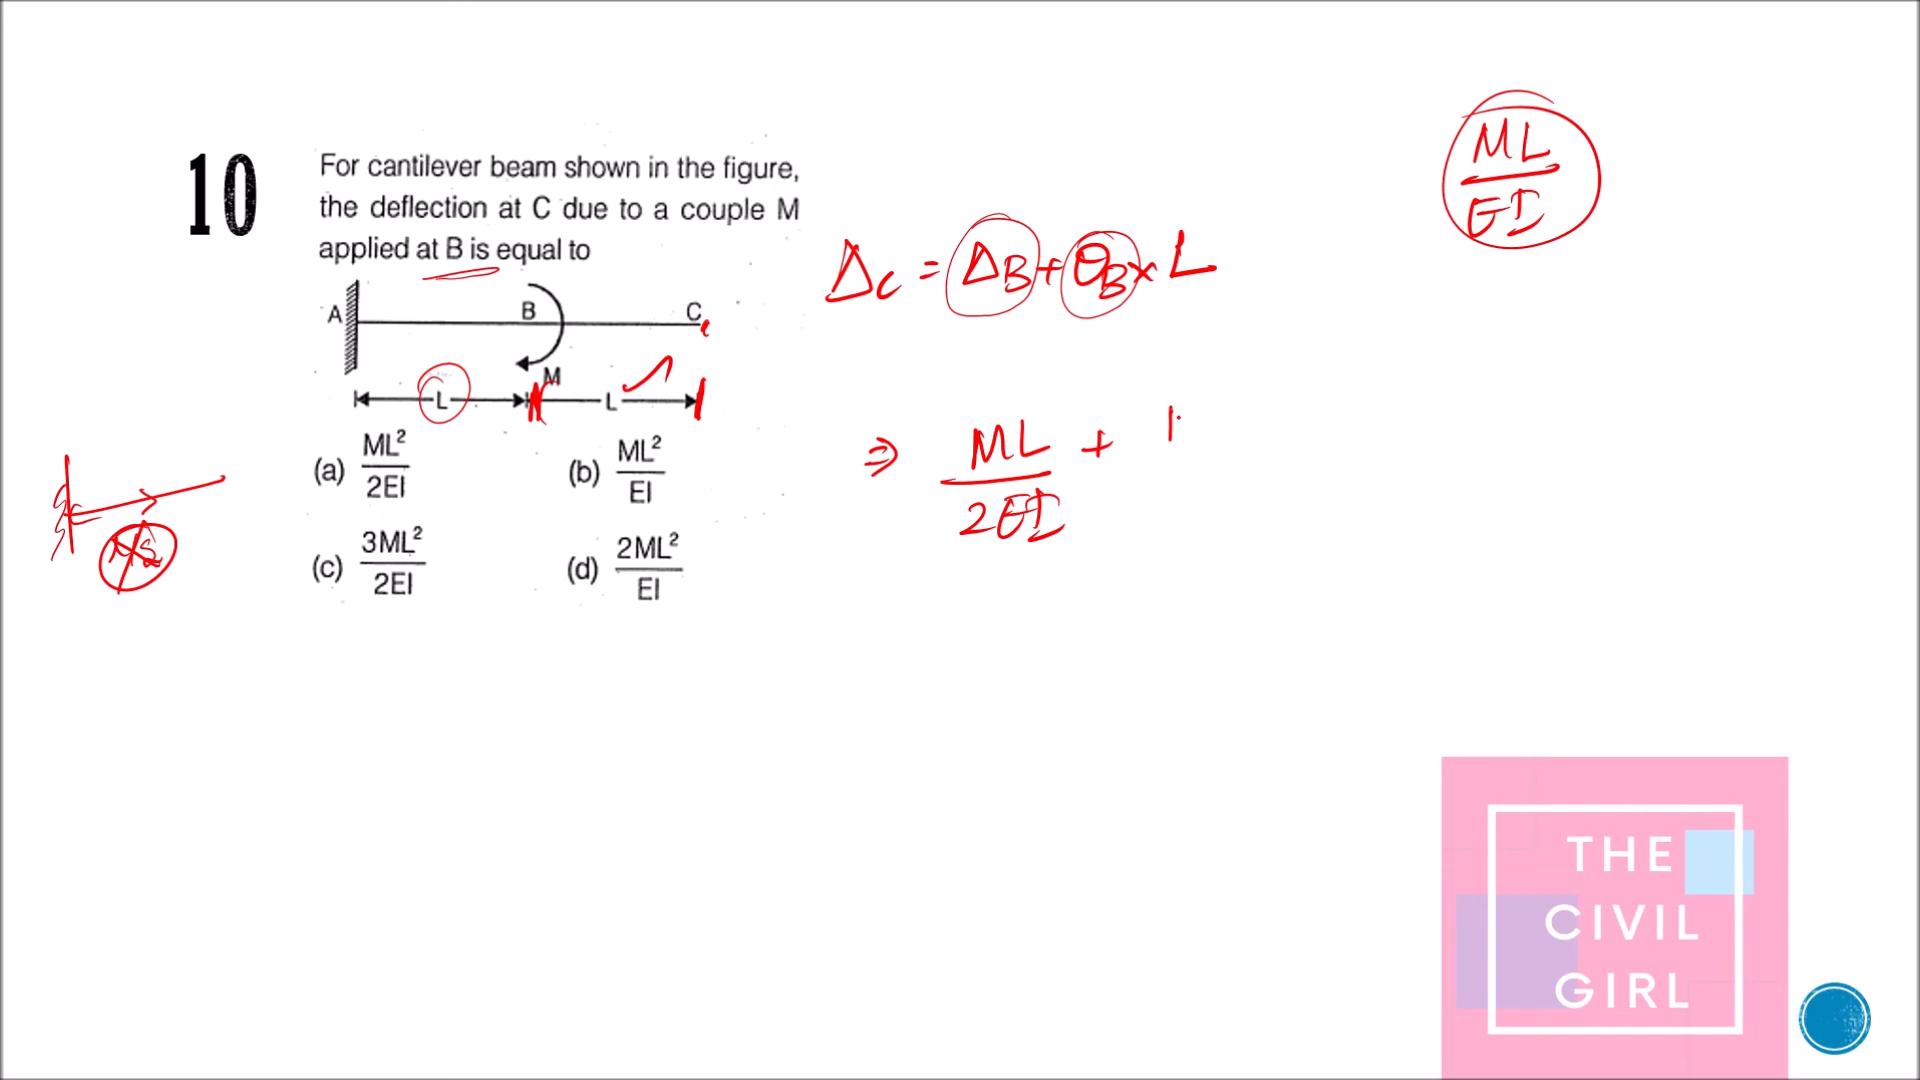 10
For cantilever beam shown in the figure,
the deflection at C due to a couple M
applied at B is equal to
A B C
M
L L
(a) ML²/2EI (b) ML²/EI
(c) 3ML²/2EI (d) 2ML²/EI
ML/EI
Δc = ΔB + θB × L
⇒ ML/2EI +
THE
CIVIL
GIRL